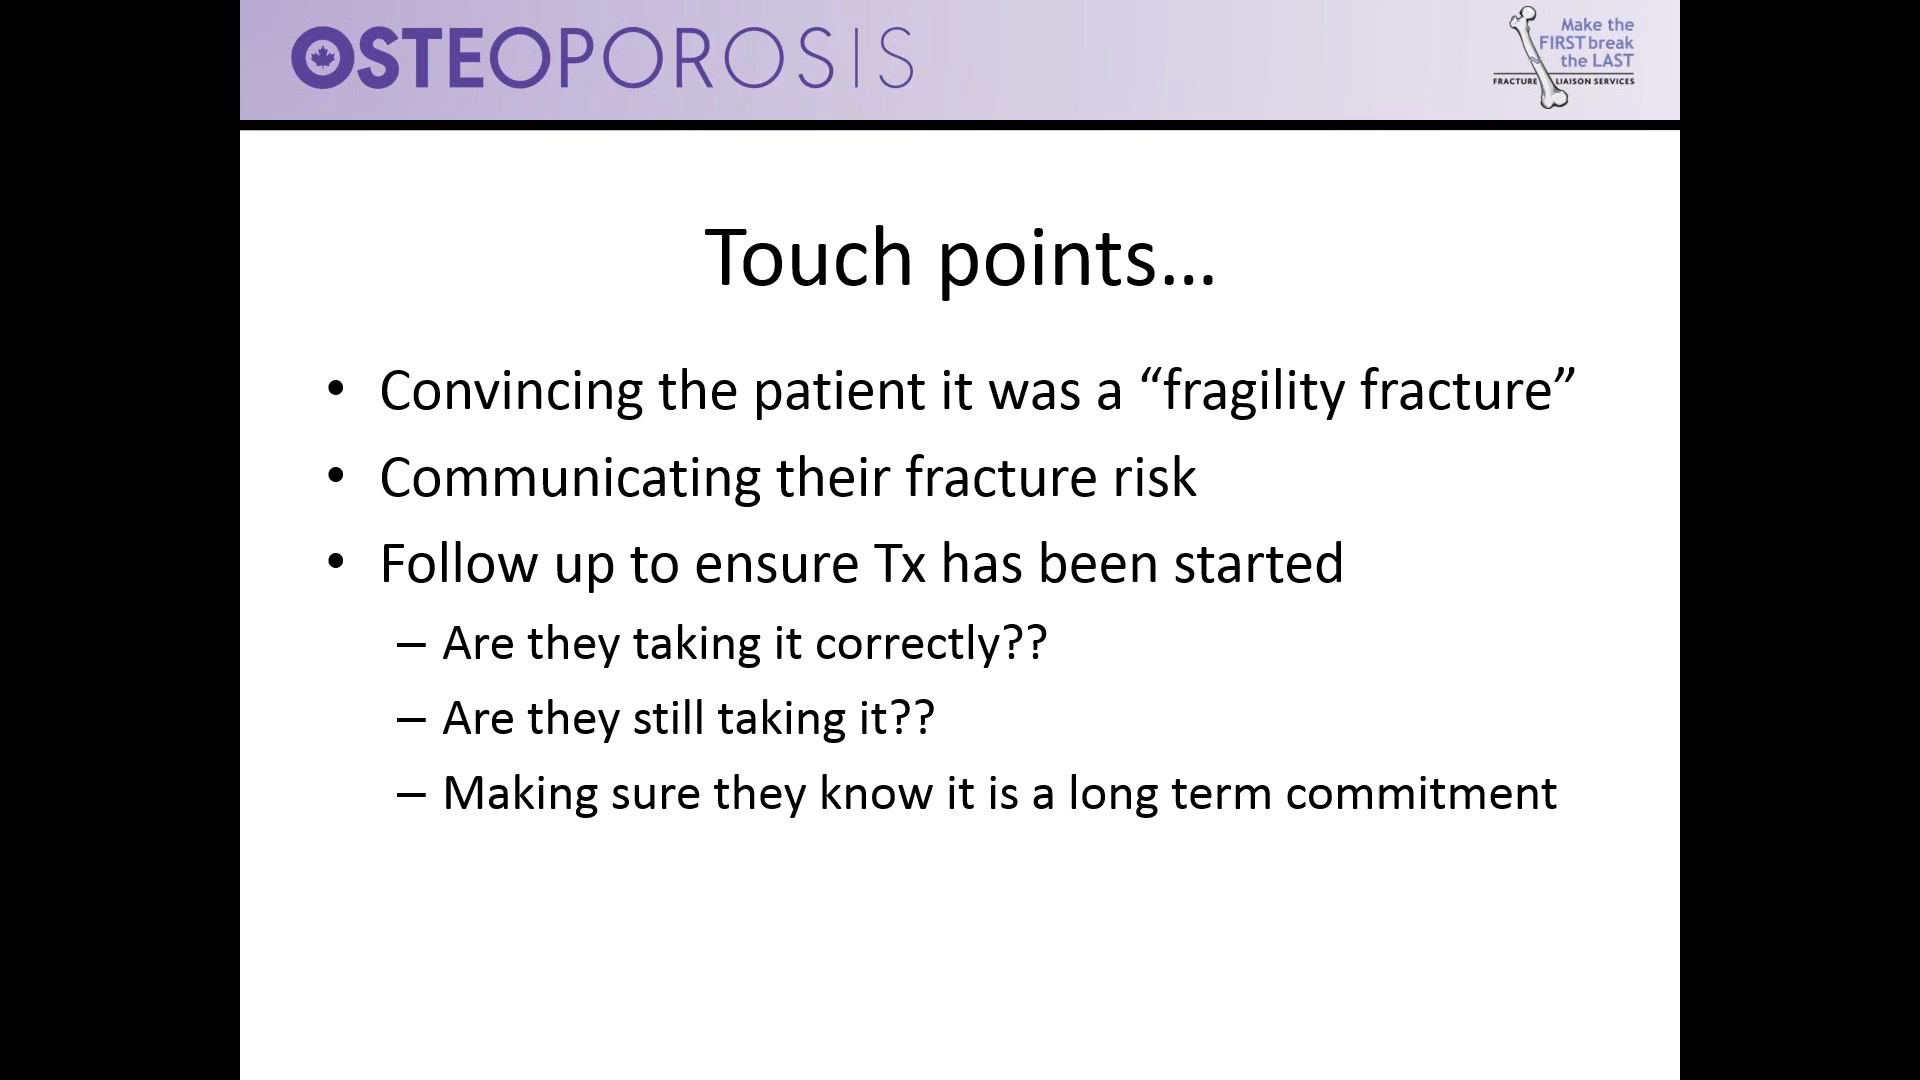 OSTEOPOROSIS
Make the
FIRST break
the LAST
FRACTURE LIAISON SERVICES
Touch points…
• Convincing the patient it was a “fragility fracture”
• Communicating their fracture risk
• Follow up to ensure Tx has been started
– Are they taking it correctly??
– Are they still taking it??
– Making sure they know it is a long term commitment